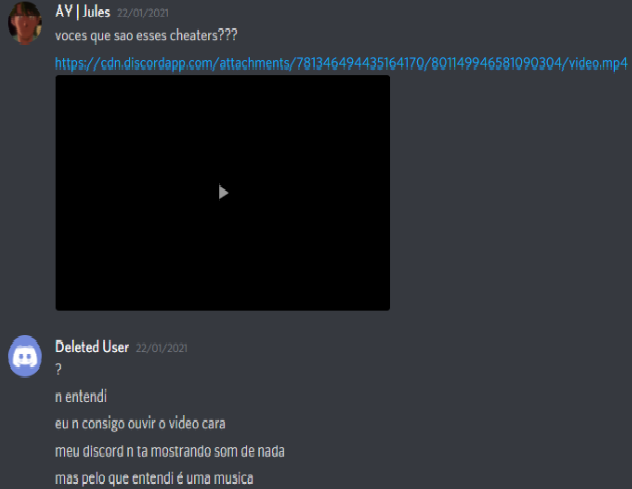 AY | Jules 22/01/2021
voces que sao esses cheaters???
https://cdn.discordapp.com/attachments/781346494435164170/801149946581090304/video.mp4
Deleted User 22/01/2021
?
n entendi
eu n consigo ouvir o video cara
meu discord n ta mostrando som de nada
mas pelo que entendi é uma musica